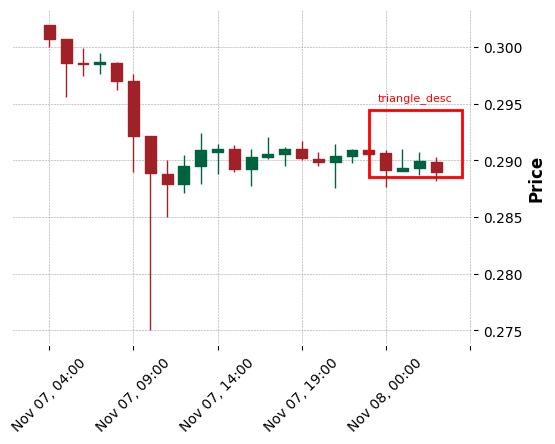 triangle_desc
0.300
0.295
0.290
0.285
0.280
0.275
Price
Nov 07, 04:00
Nov 07, 09:00
Nov 07, 14:00
Nov 07, 19:00
Nov 08, 00:00